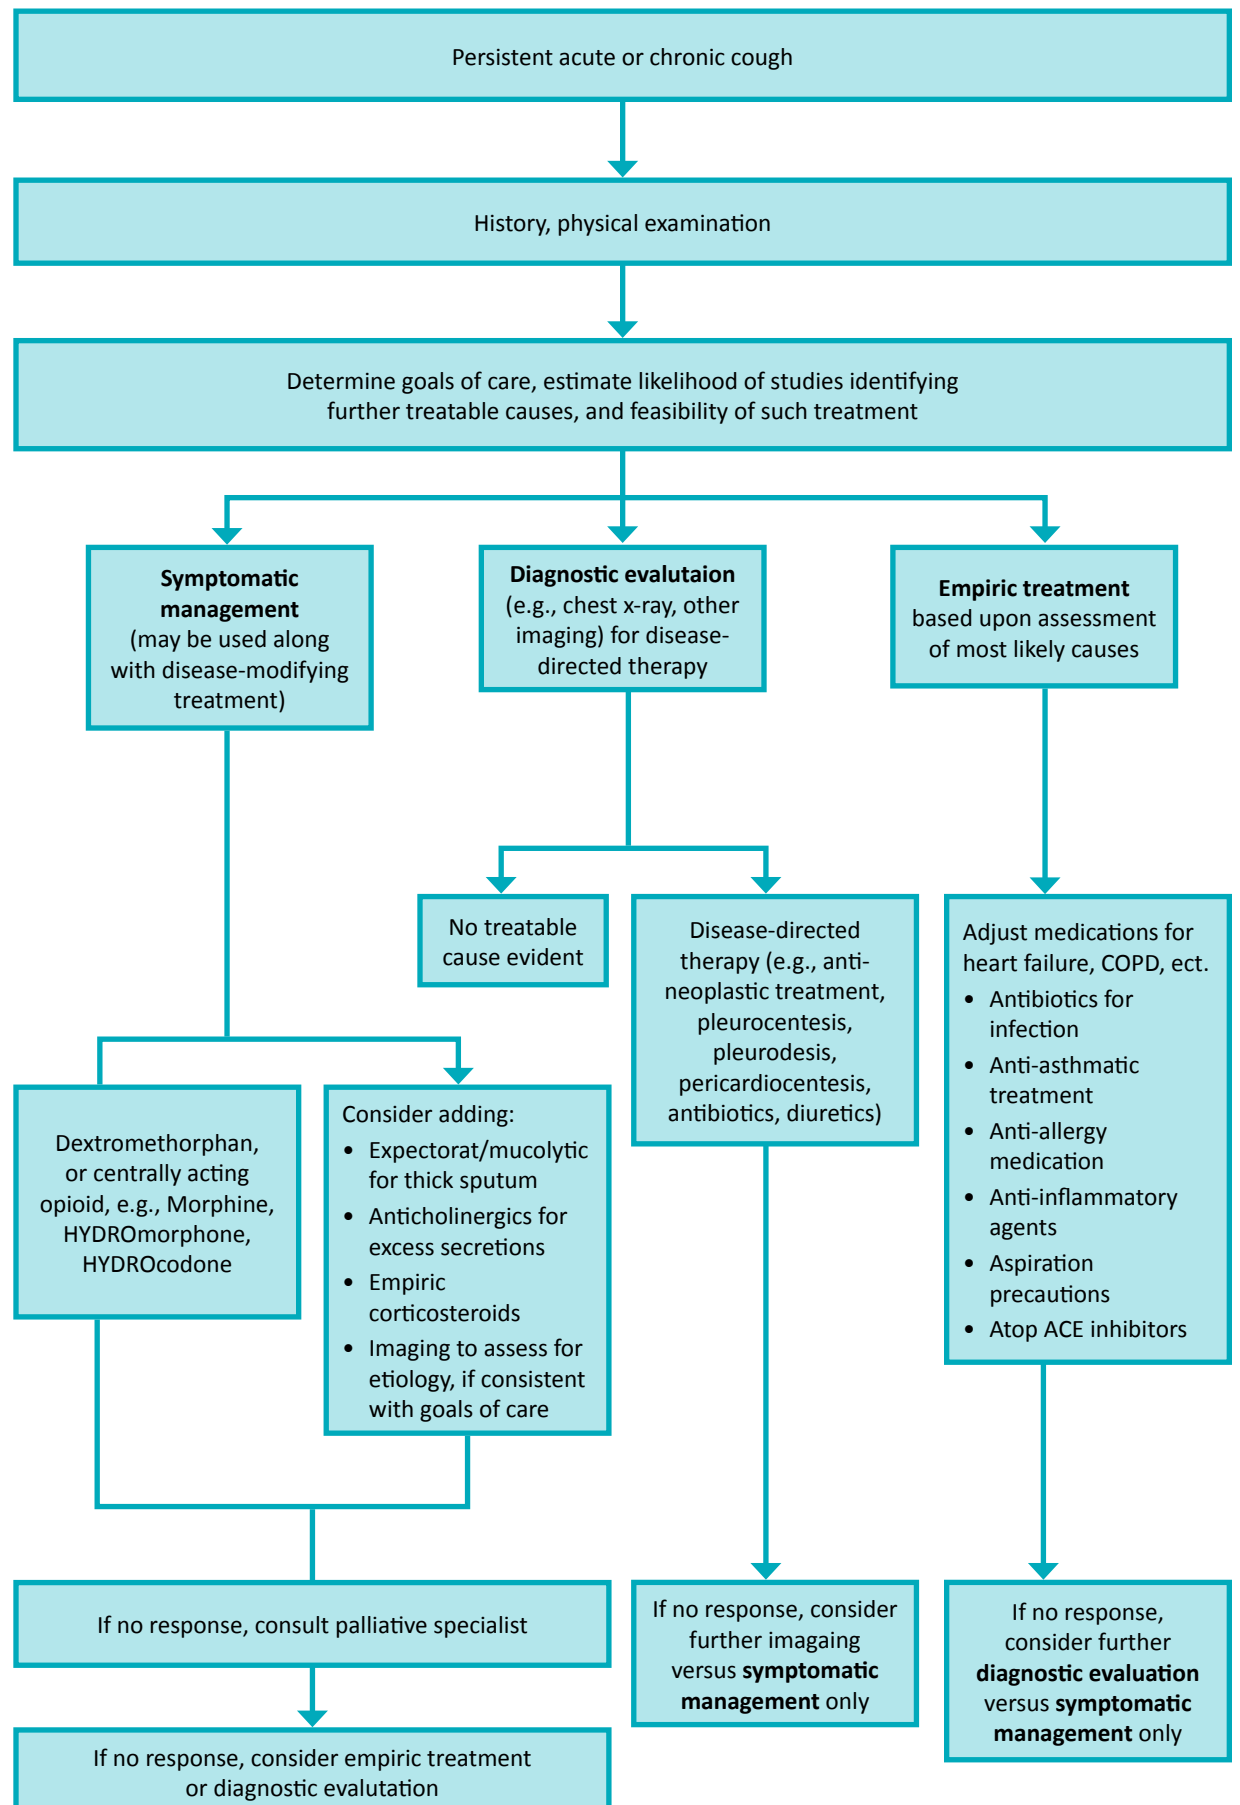 Persistent acute or chronic cough
History, physical examination
Determine goals of care, estimate likelihood of studies identifying
further treatable causes, and feasibility of such treatment
Symptomatic
management
(may be used along
with disease-modifying
treatment)
Diagnostic evalutaion
(e.g., chest x-ray, other
imaging) for disease-
directed therapy
Empiric treatment
based upon assessment
of most likely causes
No treatable
cause evident
Disease-directed
therapy (e.g., anti-
neoplastic treatment,
pleurocentesis,
pleurodesis,
pericardiocentesis,
antibiotics, diuretics)
Adjust medications for
heart failure, COPD, ect.
• Antibiotics for
infection
• Anti-asthmatic
treatment
• Anti-allergy
medication
• Anti-inflammatory
agents
• Aspiration
precautions
• Atop ACE inhibitors
Dextromethorphan,
or centrally acting
opioid, e.g., Morphine,
HYDROmorphone,
HYDROcodone
Consider adding:
• Expectorat/mucolytic
for thick sputum
• Anticholinergics for
excess secretions
• Empiric
corticosteroids
• Imaging to assess for
etiology, if consistent
with goals of care
If no response, consult palliative specialist
If no response, consider
further imagaing
versus symptomatic
management only
If no response,
consider further
diagnostic evaluation
versus symptomatic
management only
If no response, consider empiric treatment
or diagnostic evalutation